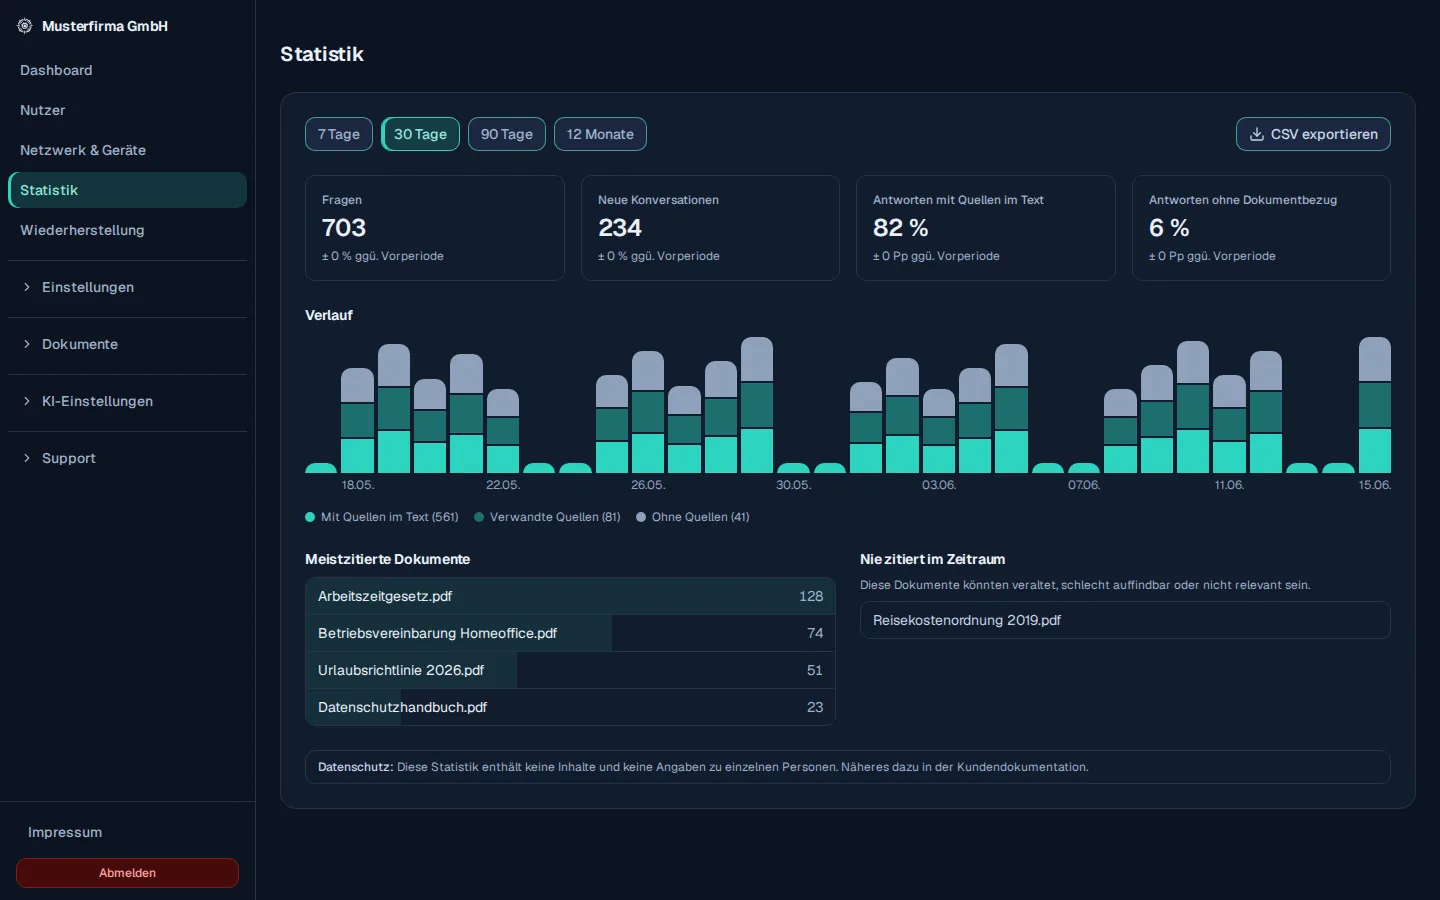 Musterfirma GmbH
Dashboard
Nutzer
Netzwerk & Geräte
Statistik
Wiederherstellung
Einstellungen
Dokumente
KI-Einstellungen
Support
Impressum
Abmelden
Statistik
7 Tage
30 Tage
90 Tage
12 Monate
CSV exportieren
Fragen
703
± 0 % ggü. Vorperiode
Neue Konversationen
234
± 0 % ggü. Vorperiode
Antworten mit Quellen im Text
82 %
± 0 Pp ggü. Vorperiode
Antworten ohne Dokumentbezug
6 %
± 0 Pp ggü. Vorperiode
Verlauf
18.05. 22.05. 26.05. 30.05. 03.06. 07.06. 11.06. 15.06.
Mit Quellen im Text (561) Verwandte Quellen (81) Ohne Quellen (41)
Meistzitierte Dokumente
Arbeitszeitgesetz.pdf 128
Betriebsvereinbarung Homeoffice.pdf 74
Urlaubsrichtlinie 2026.pdf 51
Datenschutzhandbuch.pdf 23
Nie zitiert im Zeitraum
Diese Dokumente könnten veraltet, schlecht auffindbar oder nicht relevant sein.
Reisekostenordnung 2019.pdf
Datenschutz: Diese Statistik enthält keine Inhalte und keine Angaben zu einzelnen Personen. Näheres dazu in der Kundendokumentation.